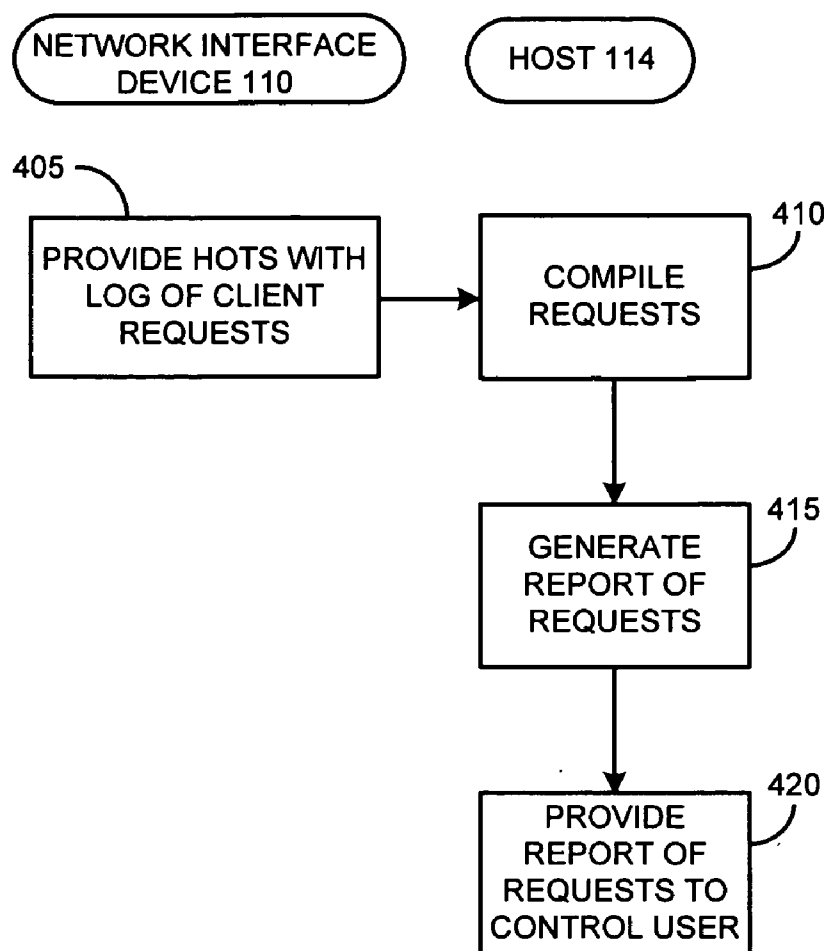 NETWORK INTERFACE
DEVICE 110
HOST 114
405
PROVIDE HOTS WITH
LOG OF CLIENT
REQUESTS
410
COMPILE
REQUESTS
415
GENERATE
REPORT OF
REQUESTS
420
PROVIDE
REPORT OF
REQUESTS TO
CONTROL USER